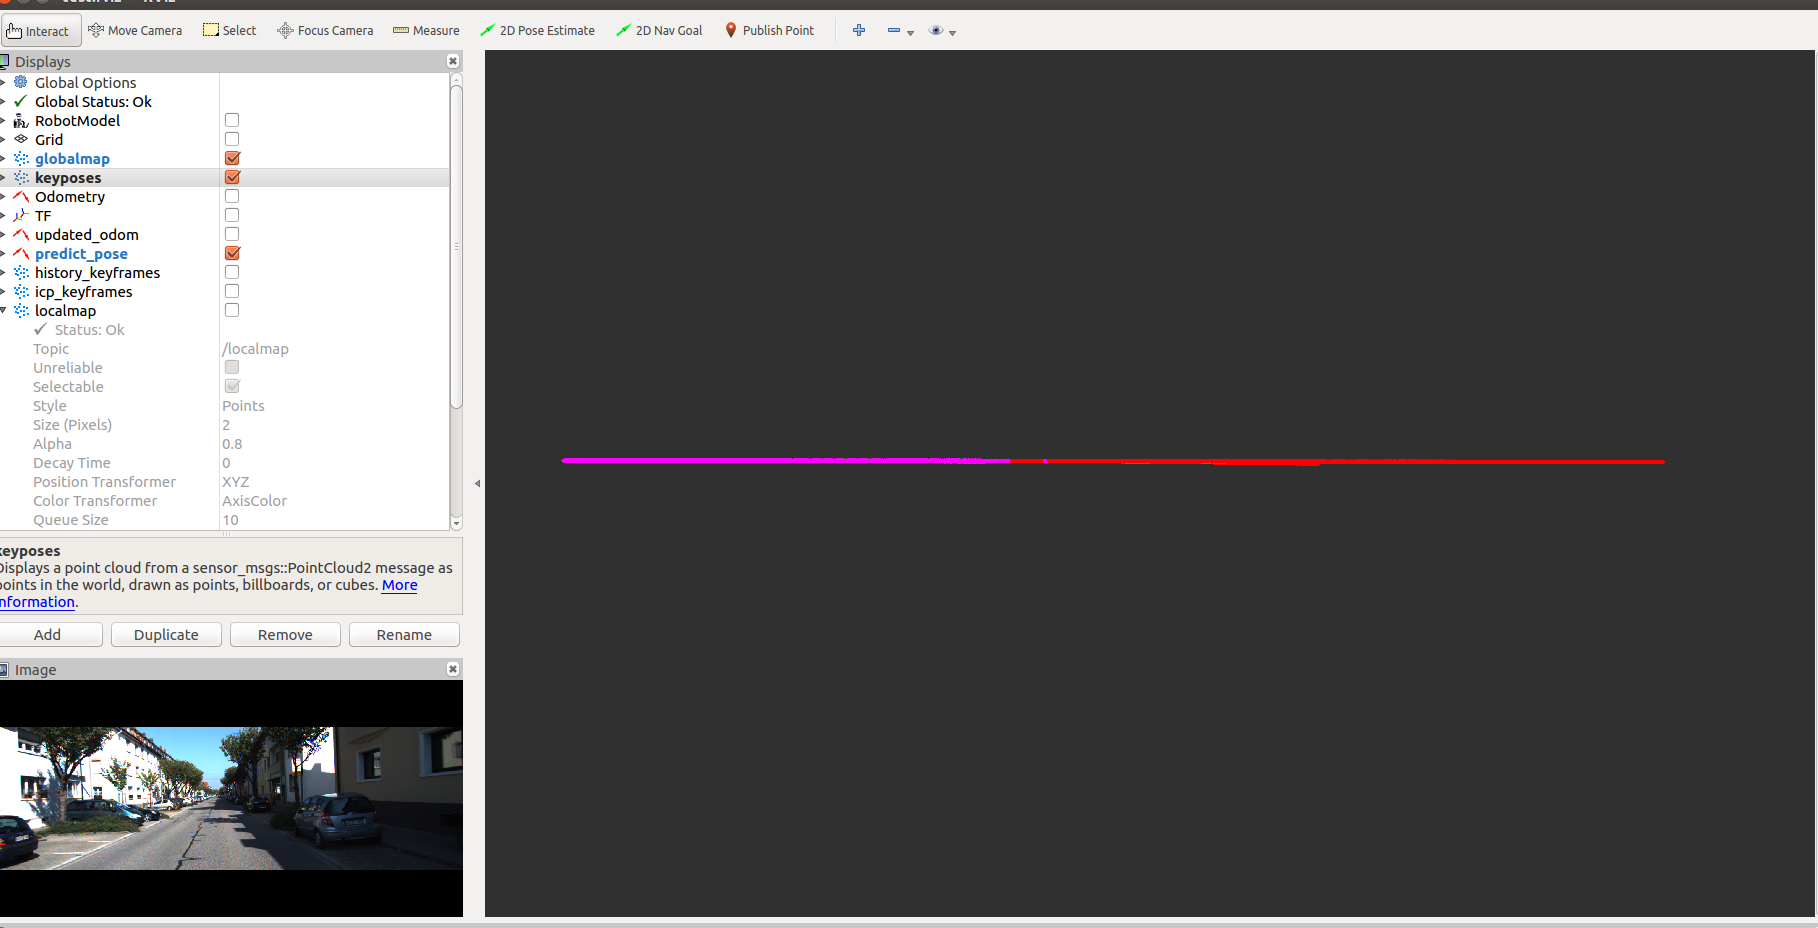 Interact Move Camera Select Focus Camera Measure 2D Pose Estimate 2D Nav Goal Publish Point
Displays
Global Options
Global Status: Ok
RobotModel
Grid
globalmap
keyposes
Odometry
TF
updated_odom
predict_pose
history_keyframes
icp_keyframes
localmap
Status: Ok
Topic /localmap
Unreliable
Selectable
Style Points
Size (Pixels) 2
Alpha 0.8
Decay Time 0
Position Transformer XYZ
Color Transformer AxisColor
Queue Size 10
keyposes
Displays a point cloud from a sensor_msgs::PointCloud2 message as
points in the world, drawn as points, billboards, or cubes. More
information.
Add Duplicate Remove Rename
Image